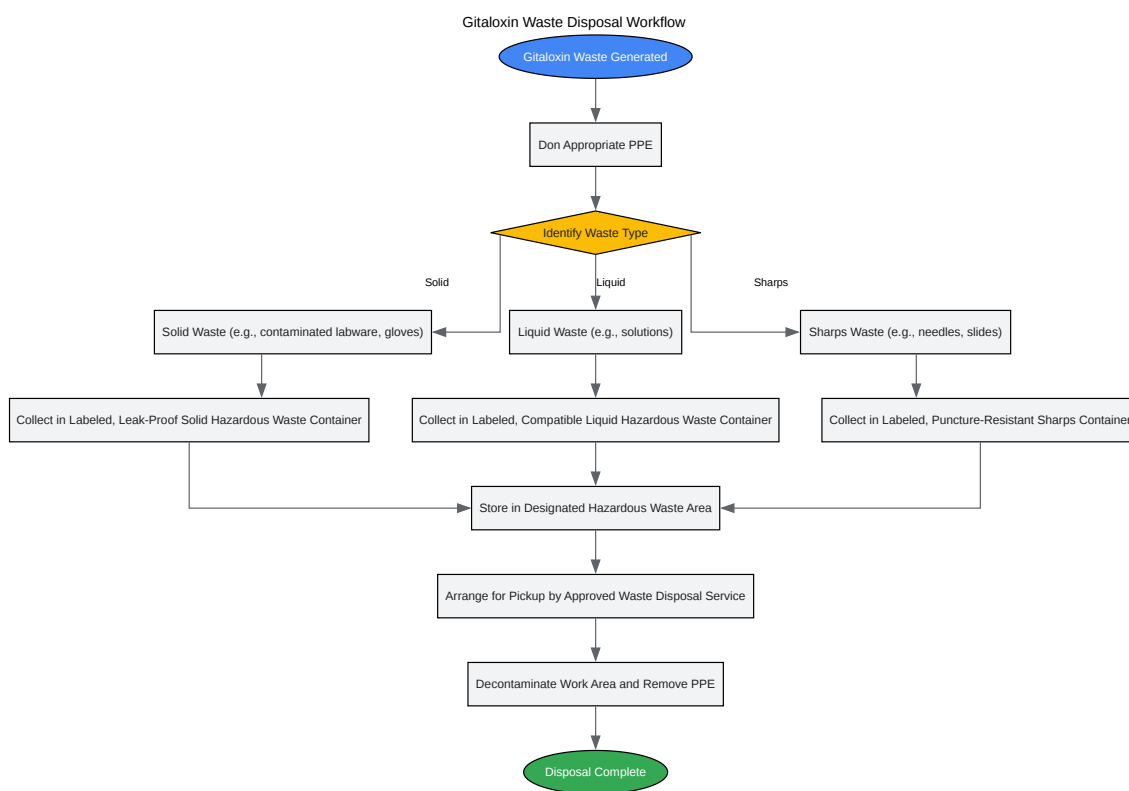 Gitaloxin Waste Disposal Workflow
Gitaloxin Waste Generated
Don Appropriate PPE
Identify Waste Type
Solid
Liquid
Sharps
Solid Waste (e.g., contaminated labware, gloves)
Liquid Waste (e.g., solutions)
Sharps Waste (e.g., needles, slides)
Collect in Labeled, Leak-Proof Solid Hazardous Waste Container
Collect in Labeled, Compatible Liquid Hazardous Waste Container
Collect in Labeled, Puncture-Resistant Sharps Container
Store in Designated Hazardous Waste Area
Arrange for Pickup by Approved Waste Disposal Service
Decontaminate Work Area and Remove PPE
Disposal Complete